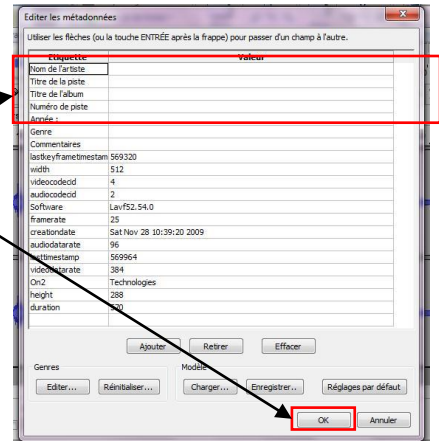 Editer les métadonnées
Utiliser les flèches (ou la touche ENTRÉE après la frappe) pour passer d'un champ à l'autre.
Etiquette Valeur
Nom de l'artiste
Titre de la piste
Titre de l'album
Numéro de piste
Année :
Genre
Commentaires
lastkeyframetimestam 569320
width 512
videocodecid 4
audiocodecid 2
Software Lavf52.54.0
framerate 25
creationdate Sat Nov 28 10:39:20 2009
audiodatarate 96
lasttimestamp 569964
videodatarate 384
On2 Technologies
height 288
duration 570
Ajouter Retirer Effacer
Genres Modèle
Editer... Réinitialiser... Charger... Enregistrer.. Réglages par défaut
OK Annuler